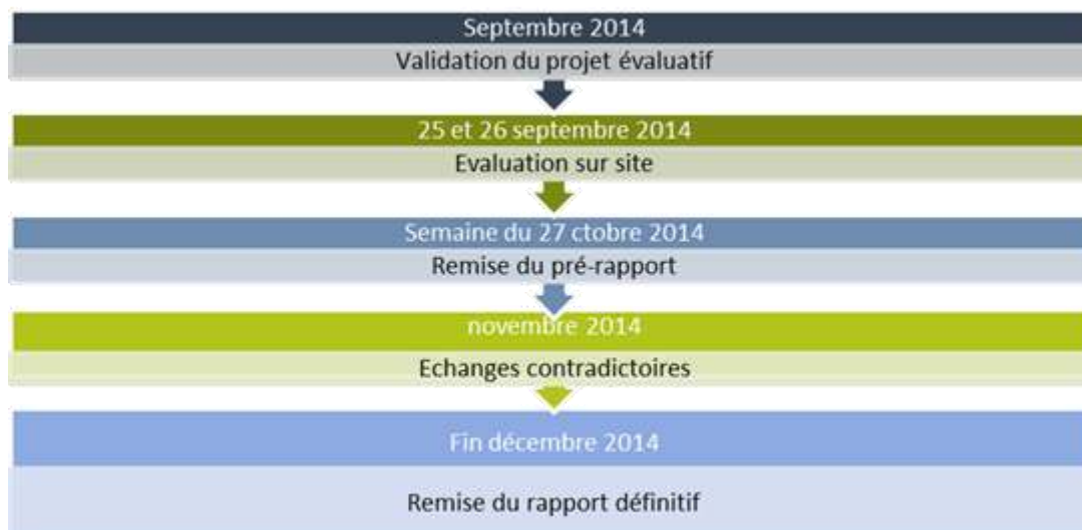 Septembre 2014
Validation du projet évaluatif
25 et 26 septembre 2014
Evaluation sur site
Semaine du 27 ctobre 2014
Remise du pré-rapport
novembre 2014
Echanges contradictoires
Fin décembre 2014
Remise du rapport définitif